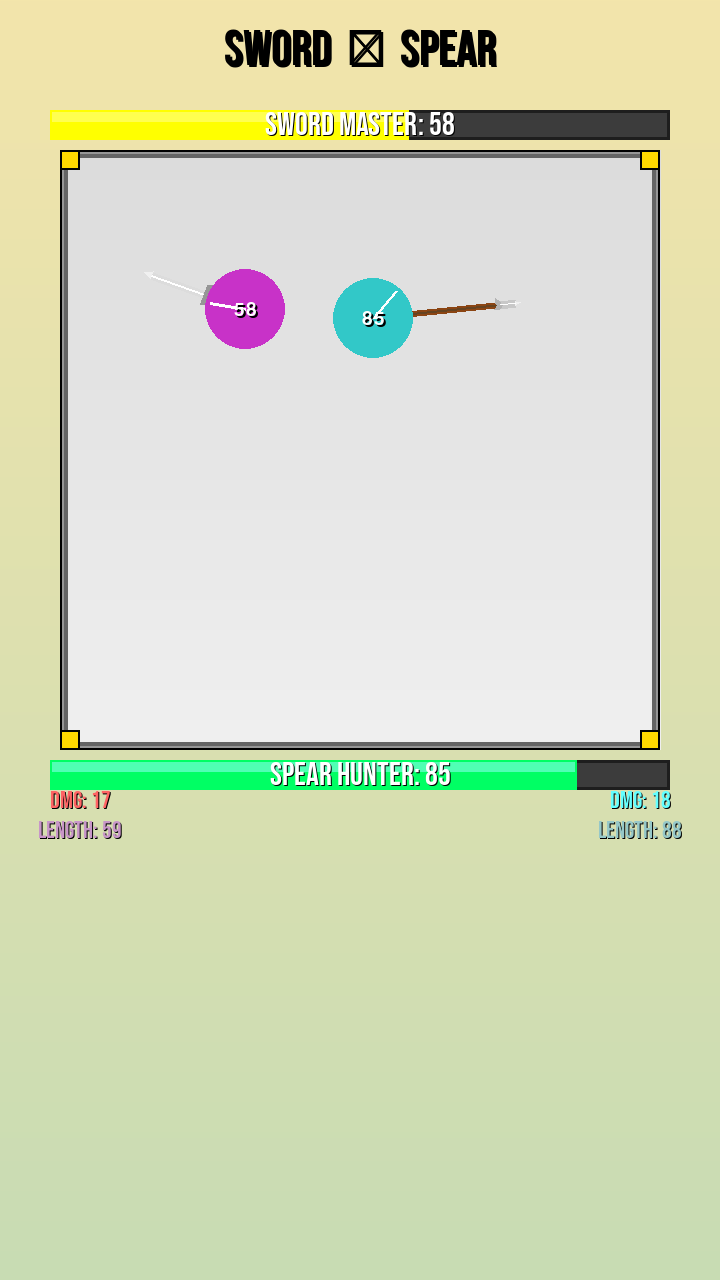 SWORD ☒ SPEAR
SWORD MASTER: 58
58
85
SPEAR HUNTER: 85
DMG: 17
DMG: 18
LENGTH: 59
LENGTH: 88